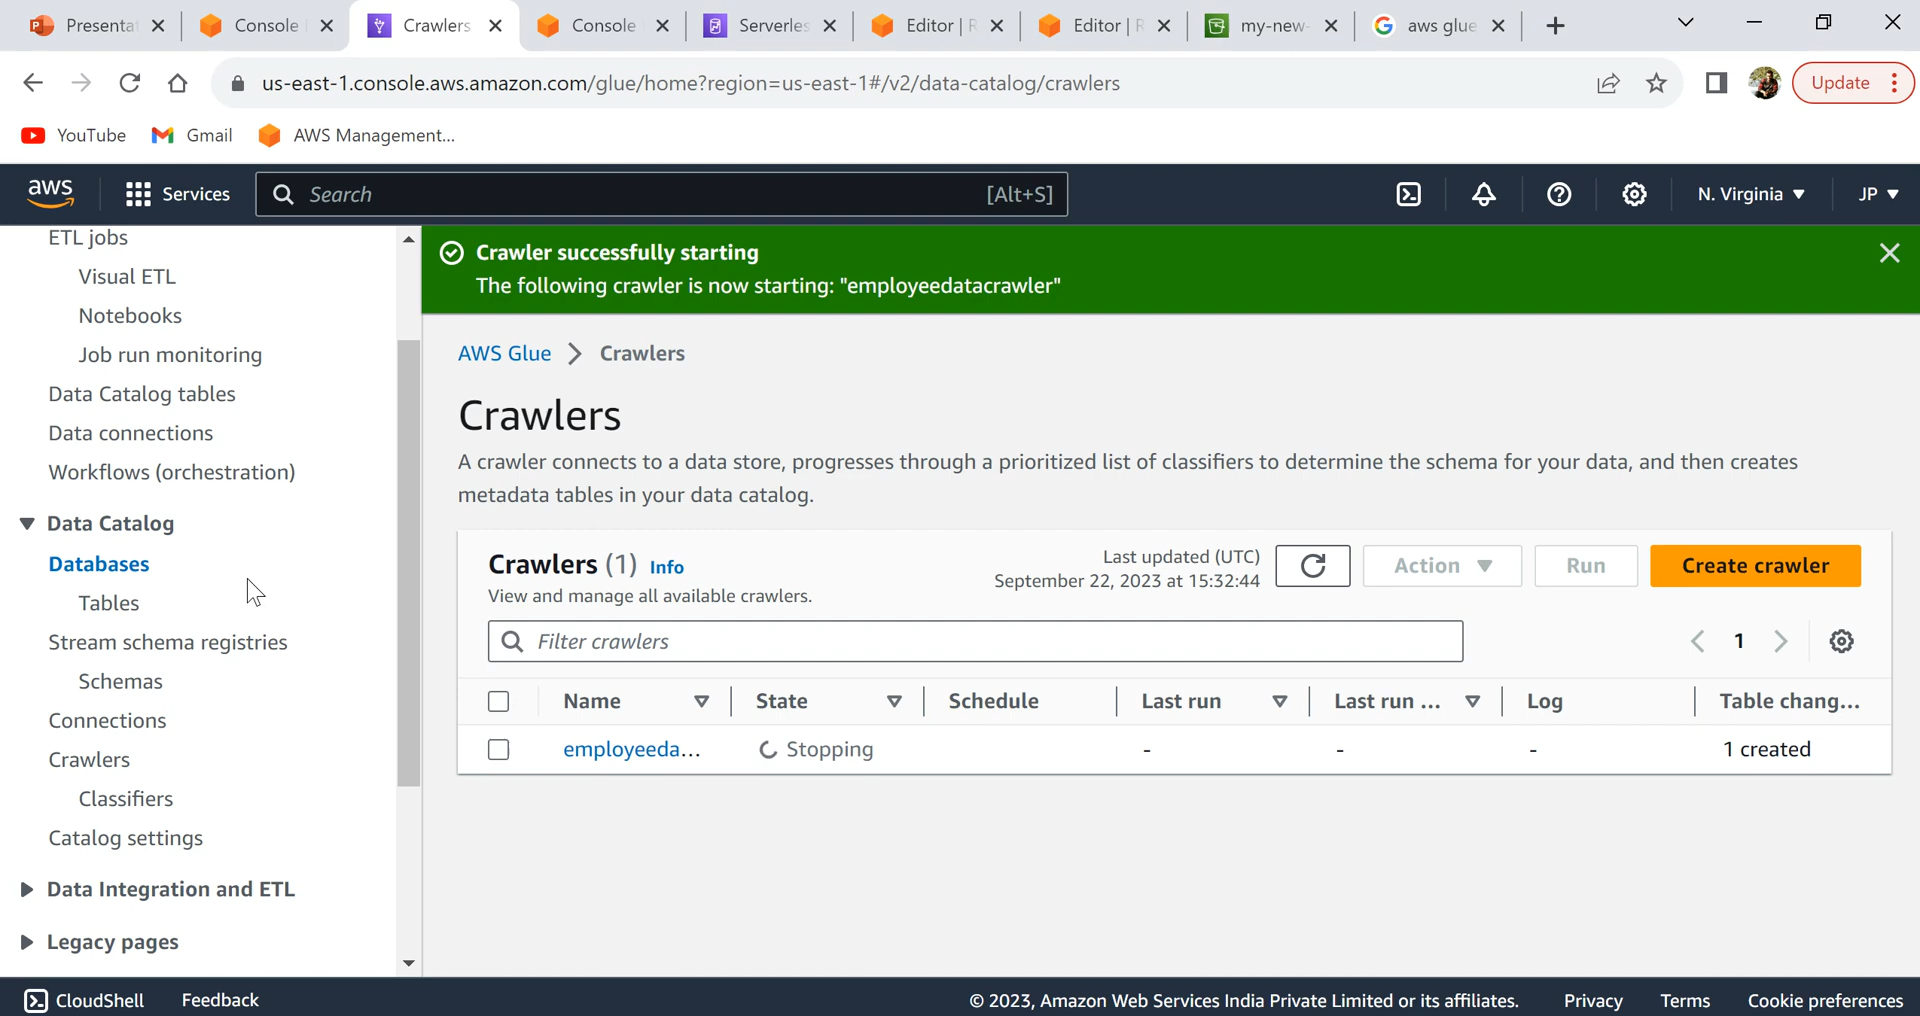 Presentat
Console
Crawlers
Console
Serverles
Editor | R
Editor | R
my-new-
aws glue
us-east-1.console.aws.amazon.com/glue/home?region=us-east-1#/v2/data-catalog/crawlers
Update
YouTube
Gmail
AWS Management...
aws
Services
Search
[Alt+S]
N. Virginia
JP
ETL jobs
Visual ETL
Notebooks
Job run monitoring
Data Catalog tables
Data connections
Workflows (orchestration)
Data Catalog
Databases
Tables
Stream schema registries
Schemas
Connections
Crawlers
Classifiers
Catalog settings
Data Integration and ETL
Legacy pages
Crawler successfully starting
The following crawler is now starting: "employeedatacrawler"
AWS Glue > Crawlers
Crawlers
A crawler connects to a data store, progresses through a prioritized list of classifiers to determine the schema for your data, and then creates
metadata tables in your data catalog.
Crawlers (1) Info
View and manage all available crawlers.
Last updated (UTC)
September 22, 2023 at 15:32:44
Action
Run
Create crawler
Filter crawlers
1
Name
State
Schedule
Last run
Last run ...
Log
Table chang...
employeeda...
Stopping
-
-
-
1 created
CloudShell
Feedback
© 2023, Amazon Web Services India Private Limited or its affiliates.
Privacy
Terms
Cookie preferences